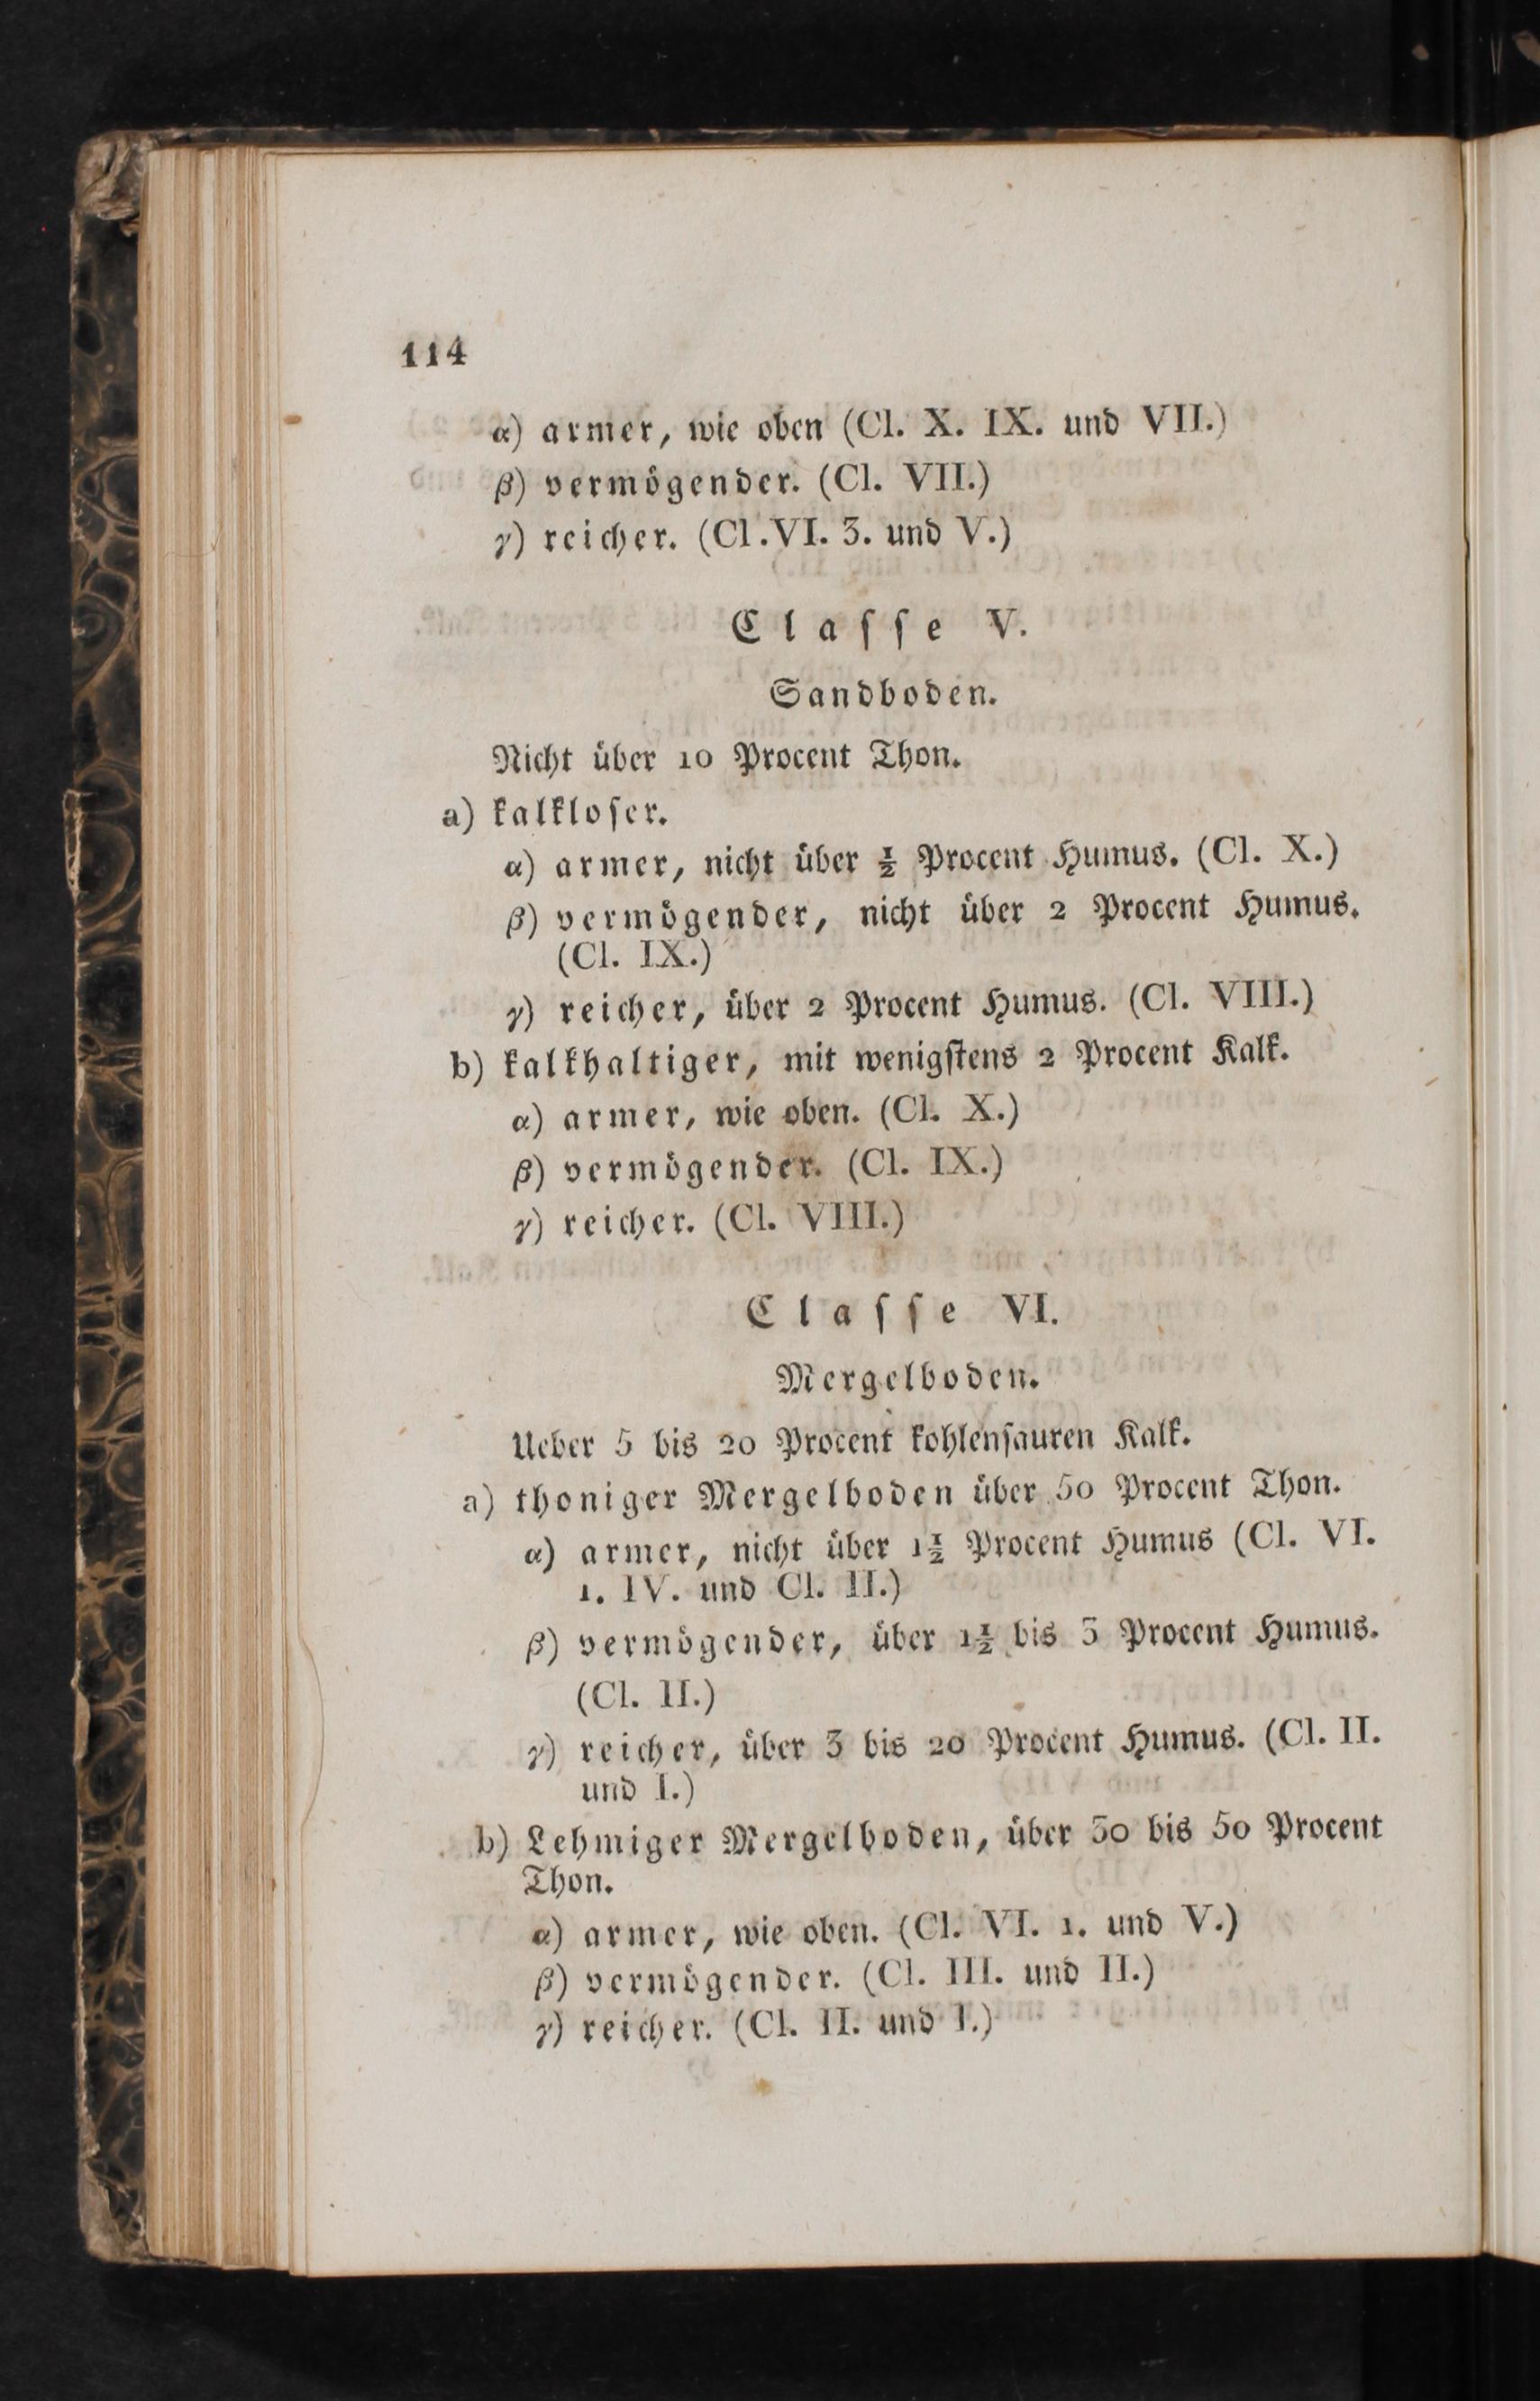 114
α) armer, wie oben (Cl. X. IX. und VII.)
β) vermögender. (Cl. VII.)
γ) reicher. (Cl. VI. 3. und V.)
Claſſe V.
Sandboden.
Nicht über 10 Procent Thon.
a) kalkloſer.
α) armer, nicht über ½ Procent Humus. (Cl. X.)
β) vermögender, nicht über 2 Procent Humus.
(Cl. IX.)
γ) reicher, über 2 Procent Humus. (Cl. VIII.)
b) kalkhaltiger, mit wenigſtens 2 Procent Kalk.
α) armer, wie oben. (Cl. X.)
β) vermögender. (Cl. IX.)
γ) reicher. (Cl. VIII.)
Claſſe VI.
Mergelboden.
Ueber 5 bis 20 Procent kohlenſauren Kalk.
a) thoniger Mergelboden über 50 Procent Thon.
α) armer, nicht über 1½ Procent Humus (Cl. VI.
1. IV. und Cl. II.)
β) vermögender, über 1½ bis 3 Procent Humus.
(Cl. II.)
γ) reicher, über 3 bis 20 Procent Humus. (Cl. II.
und I.)
b) Lehmiger Mergelboden, über 30 bis 50 Procent
Thon.
α) armer, wie oben. (Cl. VI. 1. und V.)
β) vermögender. (Cl. III. und II.)
γ) reicher. (Cl. II. und I.)